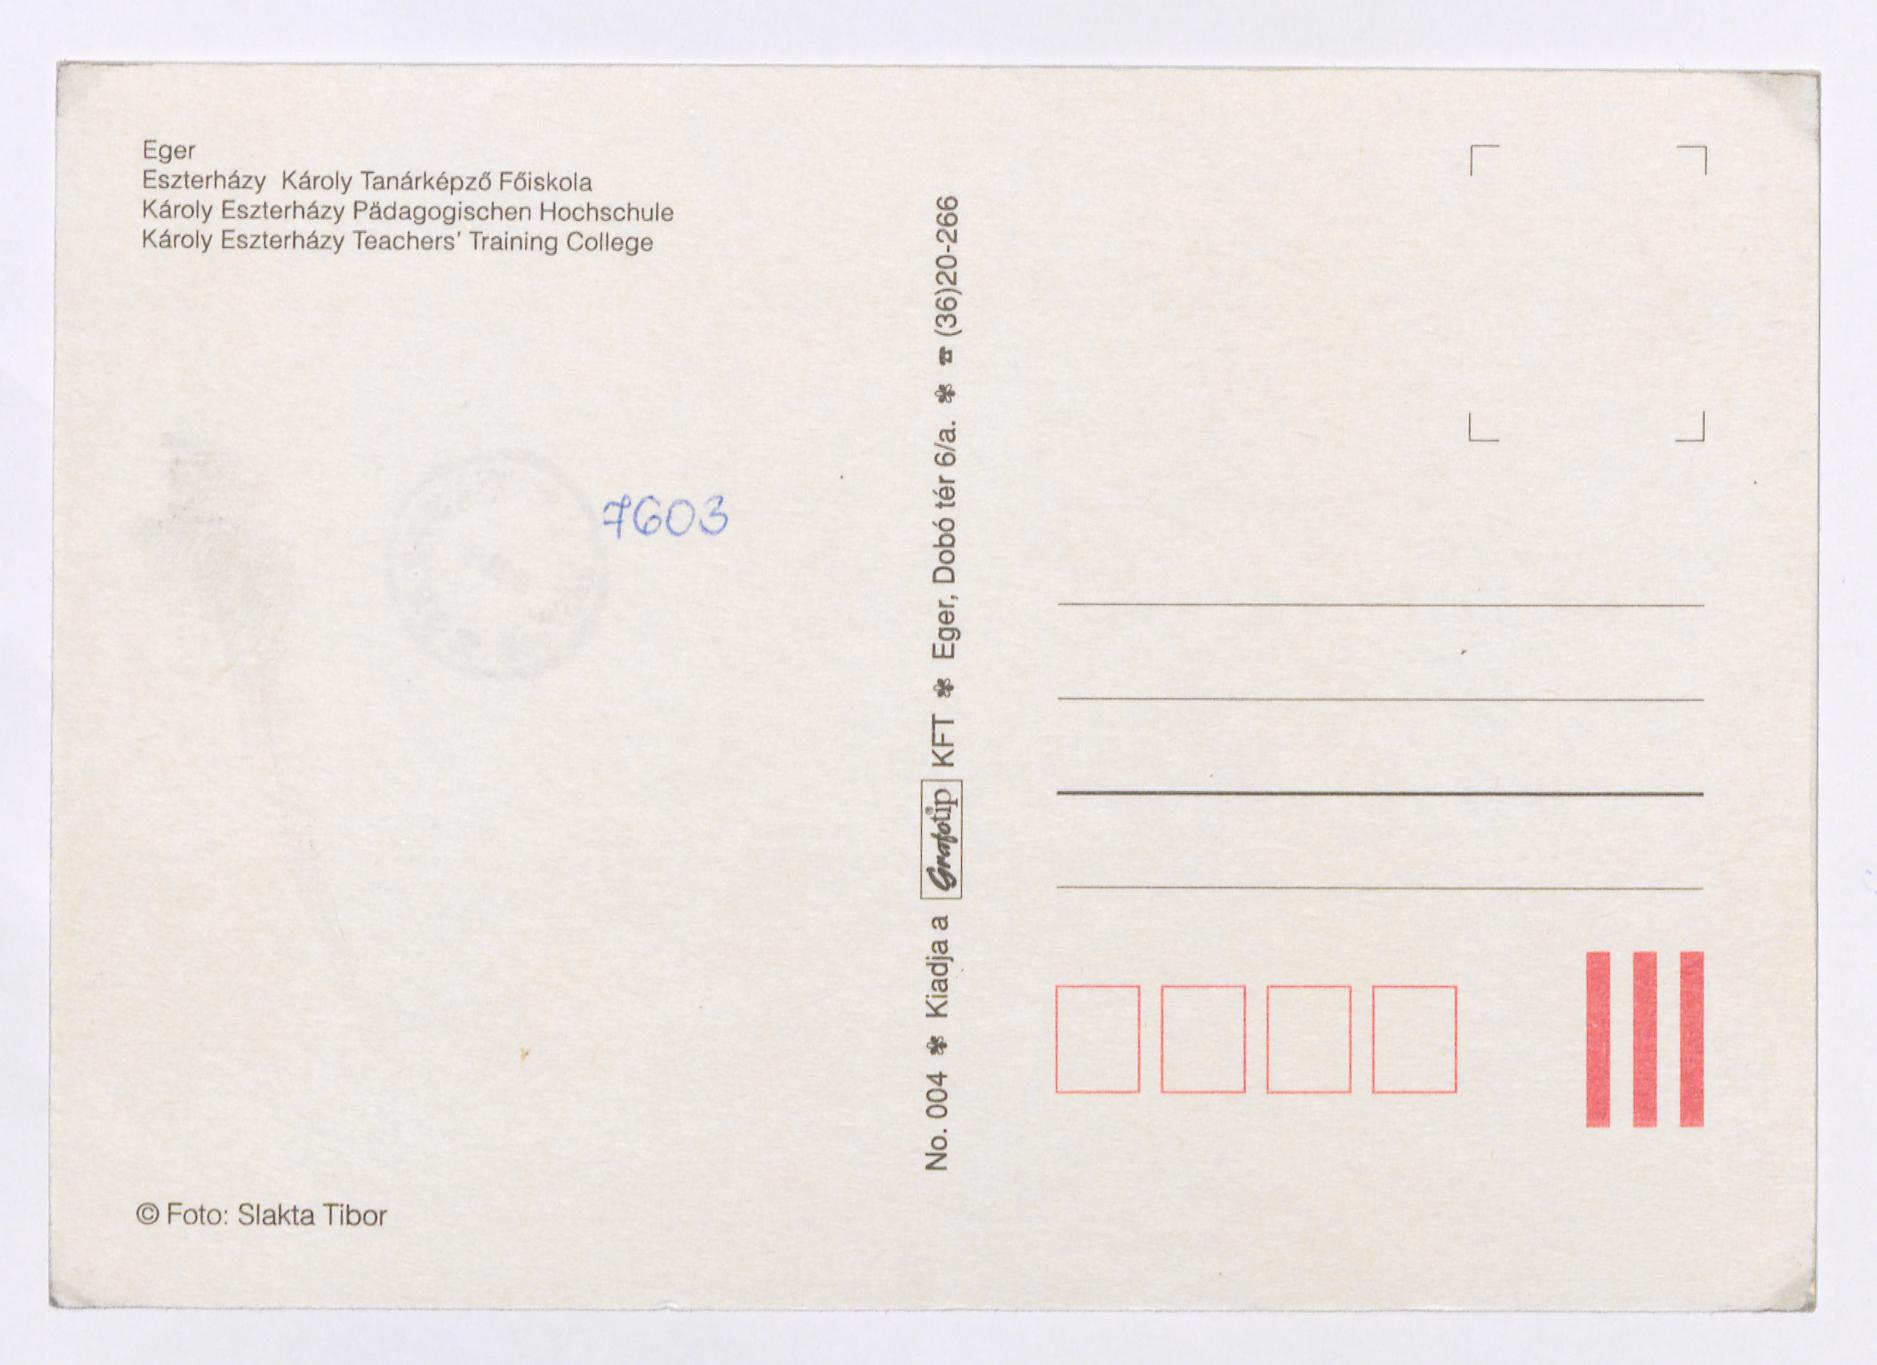 Eger
Eszterházy Károly Tanárképző Főiskola
Károly Eszterházy Pädagogischen Hochschule
Károly Eszterházy Teachers' Training College
7603
© Foto: Slakta Tibor
No. 004 ✾ Kiadja a Grafotip KFT ✾ Eger, Dobó tér 6/a. ✾ ☎ (36)20-266